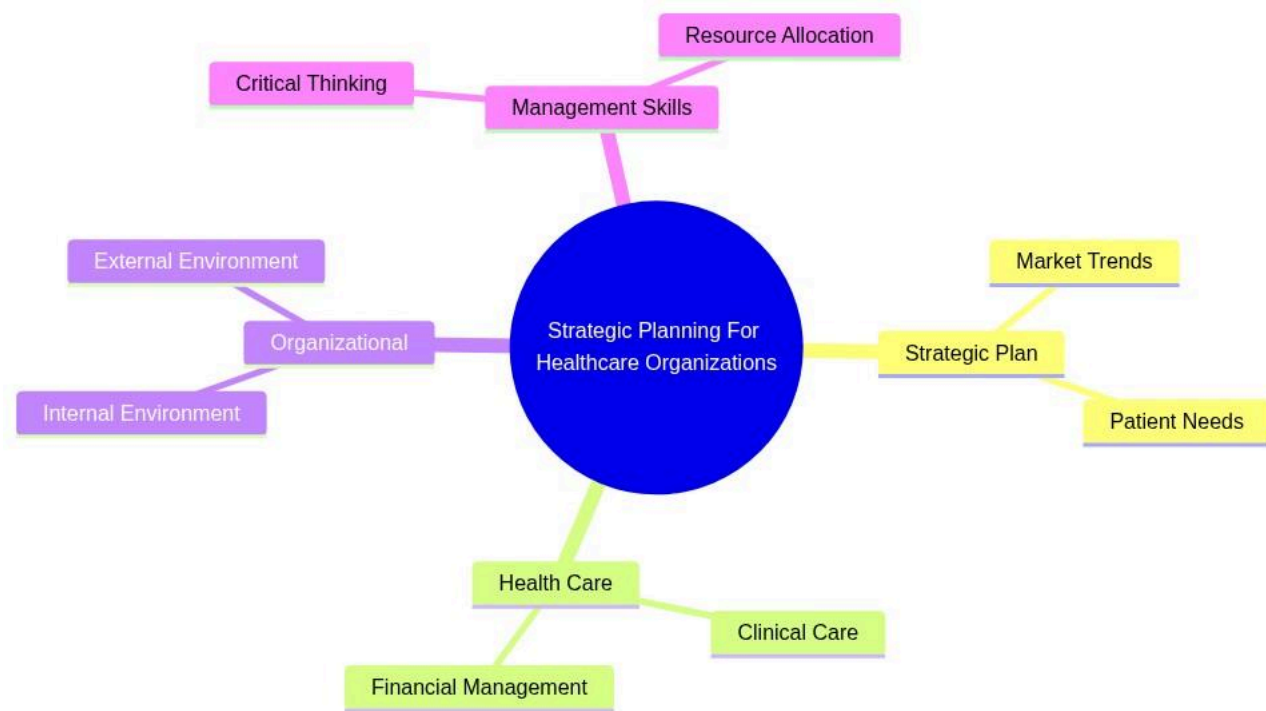 Resource Allocation
Critical Thinking
Management Skills
External Environment
Market Trends
Organizational
Strategic Planning For
Healthcare Organizations
Strategic Plan
Internal Environment
Patient Needs
Health Care
Clinical Care
Financial Management